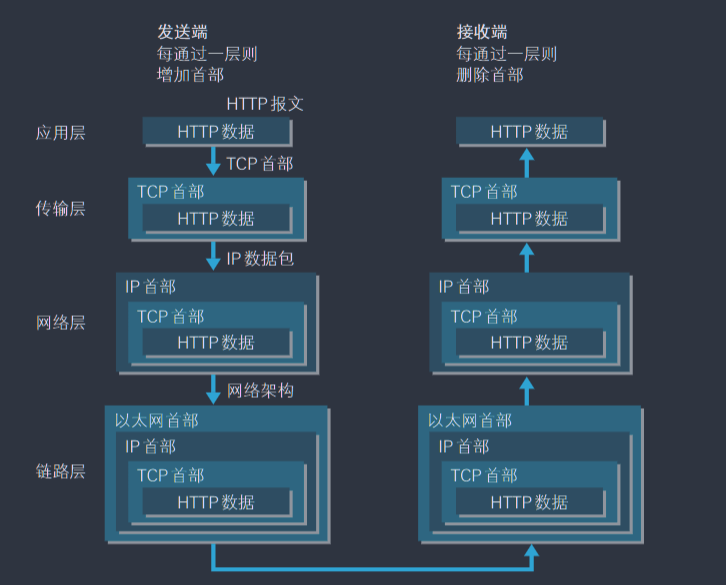 发送端
每通过一层则
增加首部
接收端
每通过一层则
删除首部
HTTP 报文
应用层
HTTP 数据
HTTP 数据
TCP 首部
传输层
TCP 首部
HTTP 数据
TCP 首部
HTTP 数据
IP 数据包
网络层
IP 首部
TCP 首部
HTTP 数据
IP 首部
TCP 首部
HTTP 数据
网络架构
链路层
以太网首部
IP 首部
TCP 首部
HTTP 数据
以太网首部
IP 首部
TCP 首部
HTTP 数据